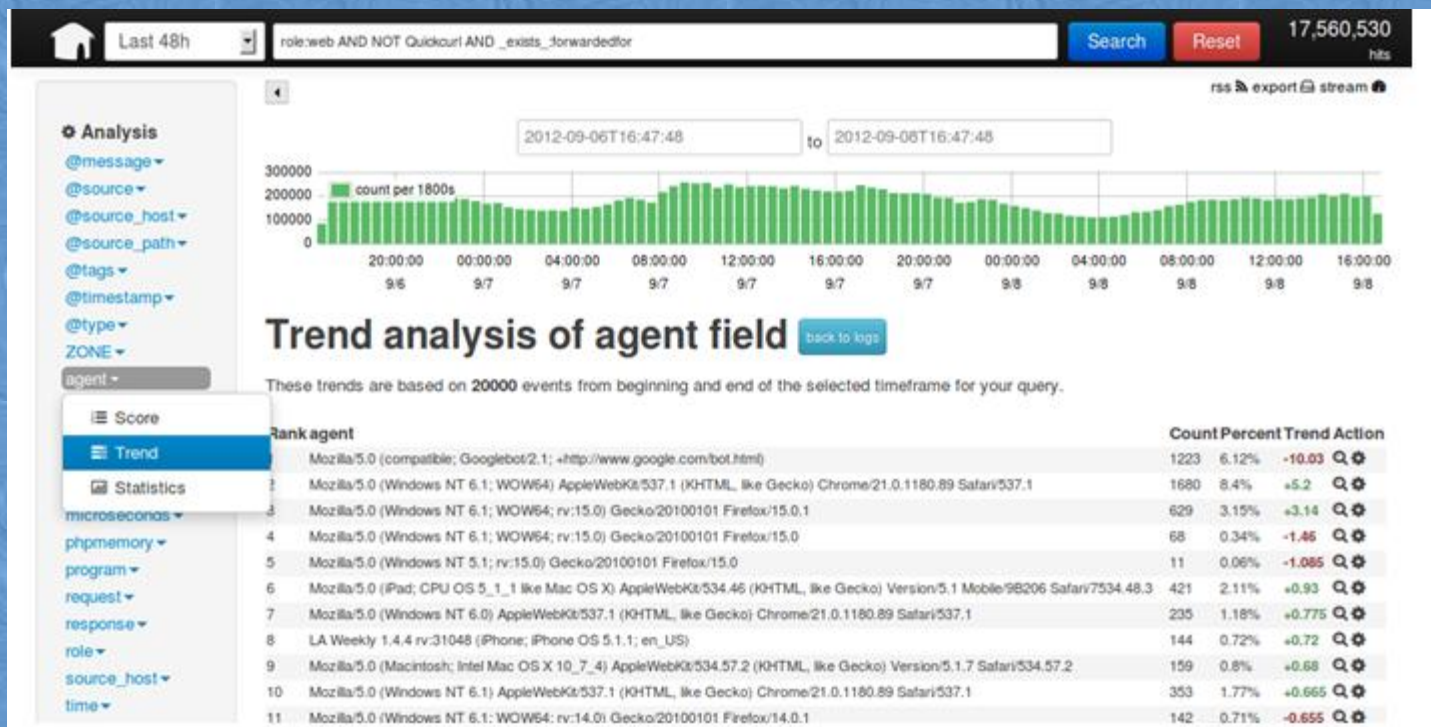 Last 48h
role:web AND NOT Quickcurl AND _exists_:forwardedfor
Search
Reset
17,560,530
hits
rss export stream
Analysis
@message
@source
@source_host
@source_path
@tags
@timestamp
@type
ZONE
agent
Score
Trend
Statistics
microseconds
phpmemory
program
request
response
role
source_host
time
2012-09-06T16:47:48 to 2012-09-08T16:47:48
300000
200000
100000
0
count per 1800s
20:00:00 00:00:00 04:00:00 08:00:00 12:00:00 16:00:00 20:00:00 00:00:00 04:00:00 08:00:00 12:00:00 16:00:00
9/6 9/7 9/7 9/7 9/7 9/7 9/7 9/8 9/8 9/8 9/8 9/8
Trend analysis of agent field back to logs
These trends are based on 20000 events from beginning and end of the selected timeframe for your query.
Rank agent Count Percent Trend Action
Mozilla/5.0 (compatible; Googlebot/2.1; +http://www.google.com/bot.html) 1223 6.12% -10.03
2 Mozilla/5.0 (Windows NT 6.1; WOW64) AppleWebKit/537.1 (KHTML, like Gecko) Chrome/21.0.1180.89 Safari/537.1 1680 8.4% +5.2
3 Mozilla/5.0 (Windows NT 6.1; WOW64; rv:15.0) Gecko/20100101 Firefox/15.0.1 629 3.15% +3.14
4 Mozilla/5.0 (Windows NT 6.1; WOW64; rv:15.0) Gecko/20100101 Firefox/15.0 68 0.34% -1.46
5 Mozilla/5.0 (Windows NT 5.1; rv:15.0) Gecko/20100101 Firefox/15.0 11 0.06% -1.085
6 Mozilla/5.0 (iPad; CPU OS 5_1_1 like Mac OS X) AppleWebKit/534.46 (KHTML, like Gecko) Version/5.1 Mobile/9B206 Safari/7534.48.3 421 2.11% +0.93
7 Mozilla/5.0 (Windows NT 6.0) AppleWebKit/537.1 (KHTML, like Gecko) Chrome/21.0.1180.89 Safari/537.1 235 1.18% +0.775
8 LA Weekly 1.4.4 rv:31048 (iPhone; iPhone OS 5.1.1; en_US) 144 0.72% +0.72
9 Mozilla/5.0 (Macintosh; Intel Mac OS X 10_7_4) AppleWebKit/534.57.2 (KHTML, like Gecko) Version/5.1.7 Safari/534.57.2 159 0.8% +0.68
10 Mozilla/5.0 (Windows NT 6.1) AppleWebKit/537.1 (KHTML, like Gecko) Chrome/21.0.1180.89 Safari/537.1 353 1.77% +0.665
11 Mozilla/5.0 (Windows NT 6.1; WOW64; rv:14.0) Gecko/20100101 Firefox/14.0.1 142 0.71% -0.655